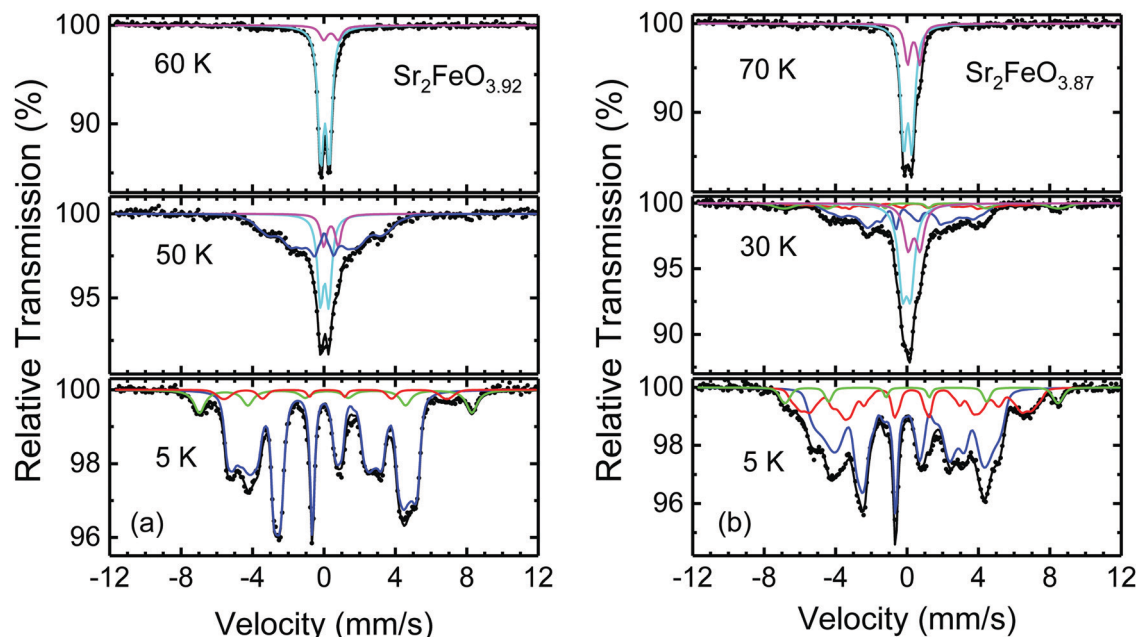 Relative Transmission (%)
100
90
60 K
Sr2FeO3.92
100
95
50 K
100
98
96
5 K
(a)
-12 -8 -4 0 4 8 12
Velocity (mm/s)
Relative Transmission (%)
100
90
70 K
Sr2FeO3.87
100
95
90
30 K
100
98
96
5 K
(b)
-12 -8 -4 0 4 8 12
Velocity (mm/s)